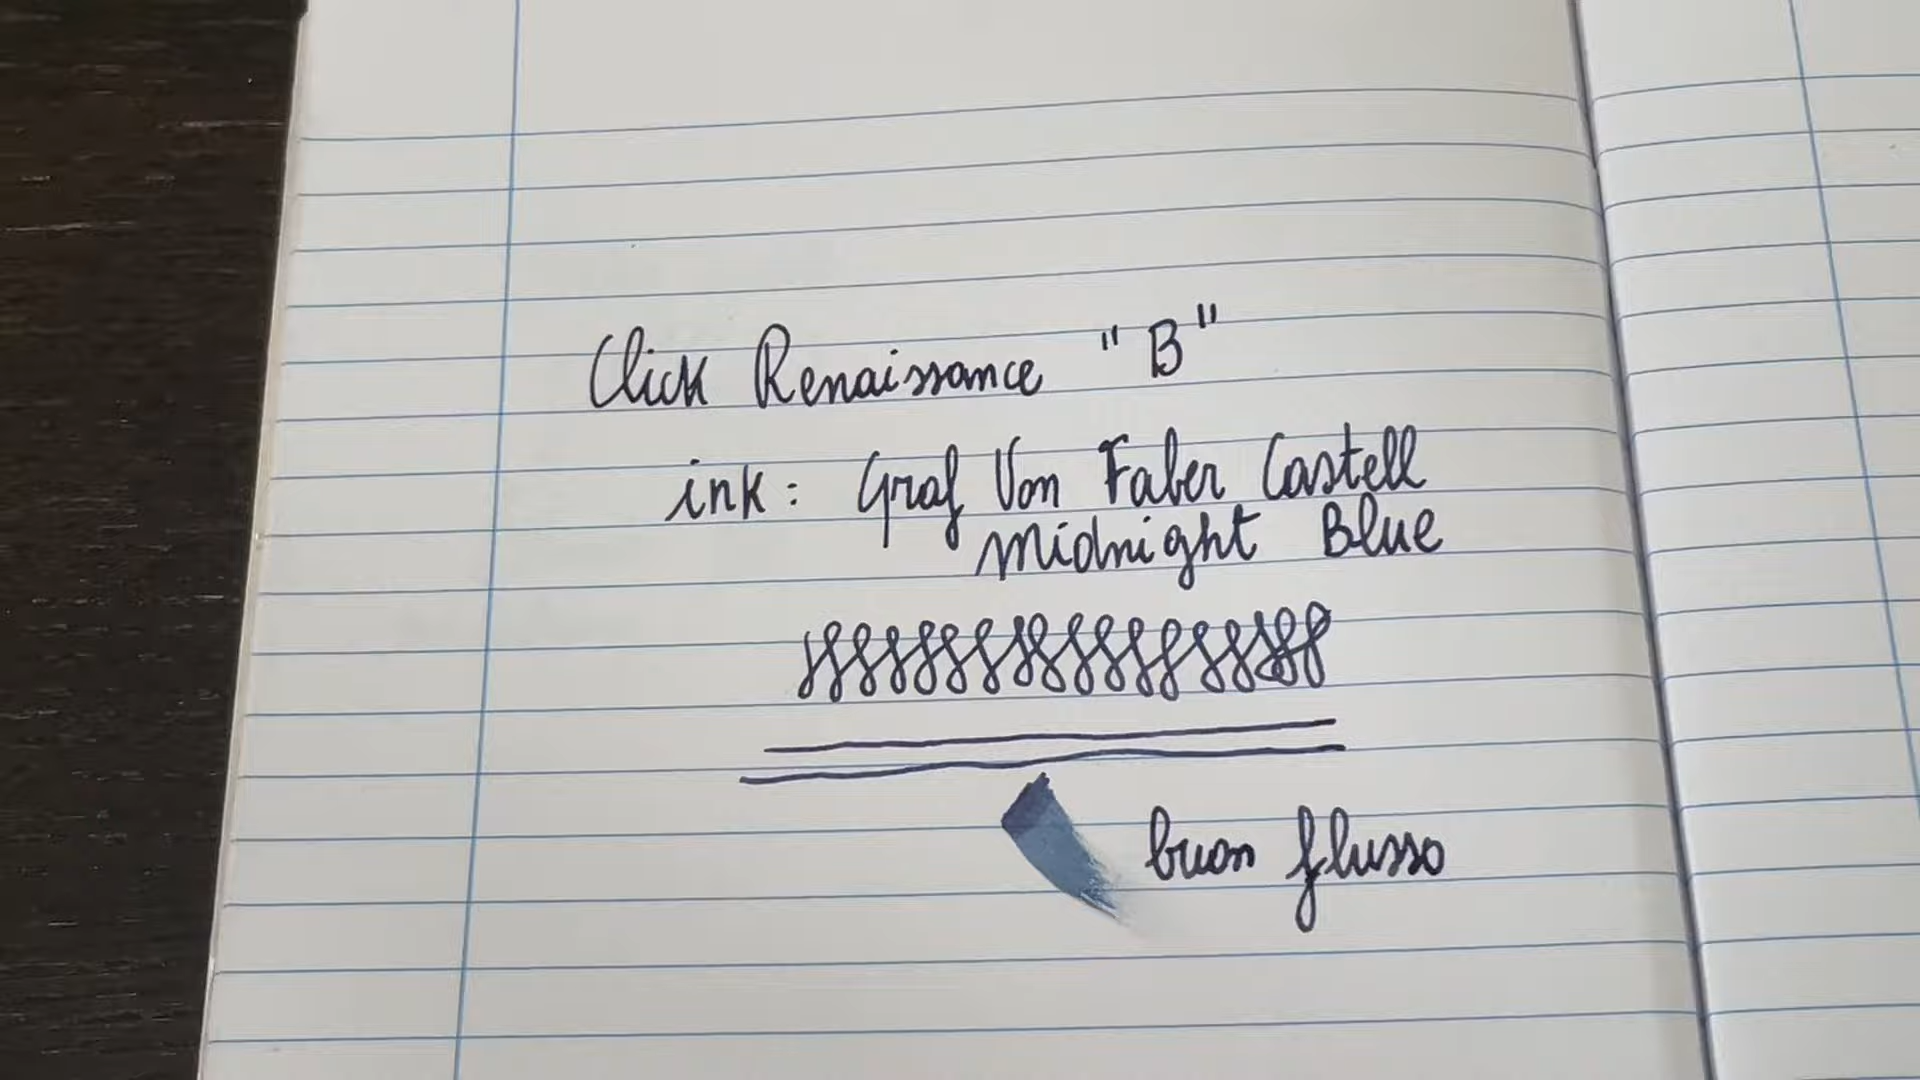 Click Renaissance "B"
ink: Graf Von Faber Castell
Midnight Blue
buon flusso